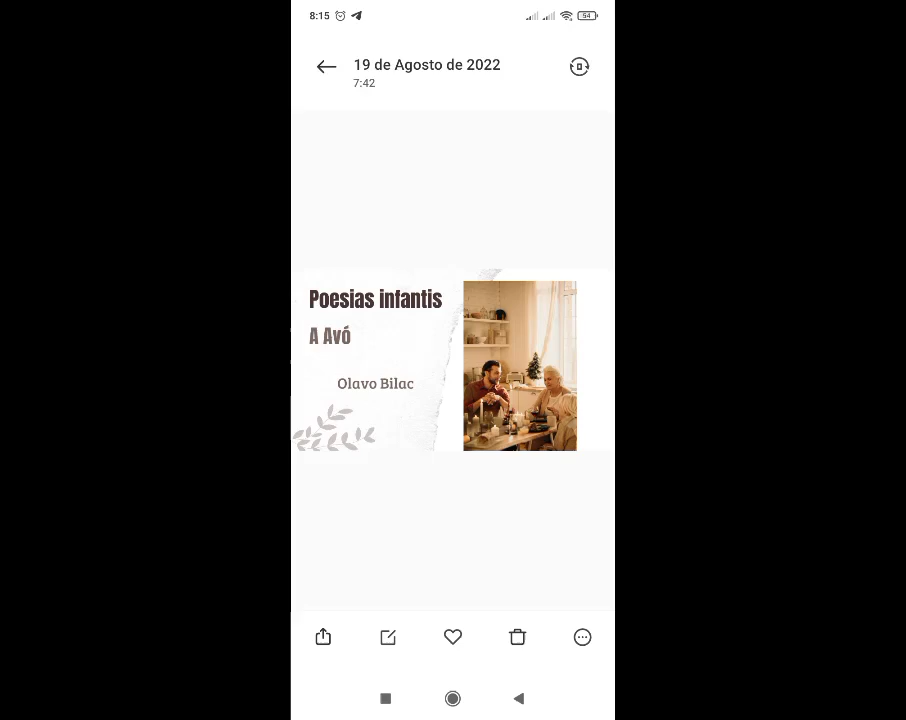 8:15
54
19 de Agosto de 2022
7:42
Poesias infantis
A Avó
Olavo Bilac